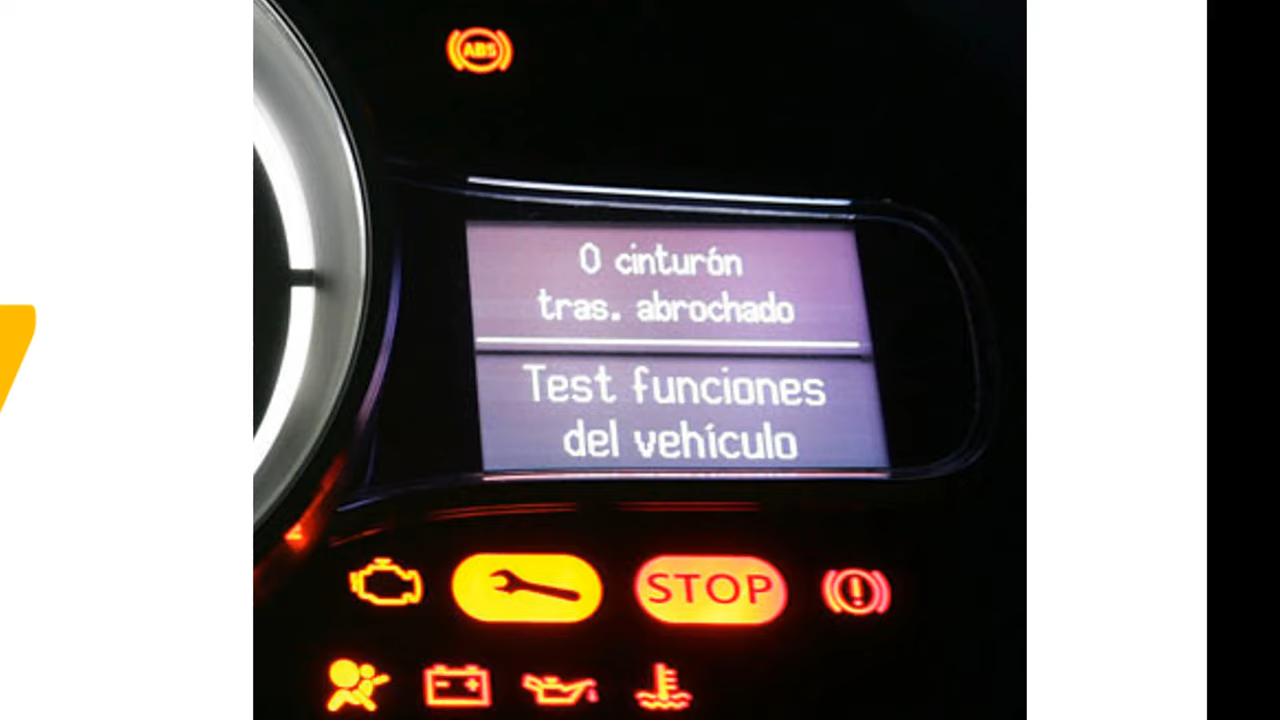 ABS
0 cinturón
tras. abrochado
Test funciones
del vehículo
STOP